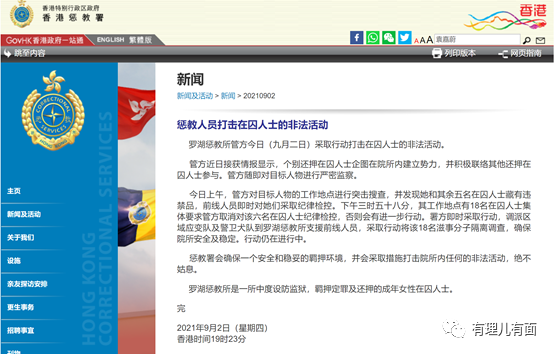 香港特别行政区政府
香港惩教署
香港
GovHK香港政府一站通
ENGLISH 繁體版
AAA
袁嘉蔚
跳至内容
列印版本
网页指南
CORRECTIONAL
SERVICES
HONG KONG
CORRECTIONAL SERVICES
主页
新闻及活动
关于我们
设施
亲友探访安排
更生事务
招聘事宜
刊物
新闻
新闻及活动 > 新闻 > 20210902
惩教人员打击在囚人士的非法活动
罗湖惩教所管方今日（九月二日）采取行动打击在囚人士的非法活动。
管方近日接获情报显示，个别还押在囚人士企图在院所内建立势力，并积极联络其他还押在
囚人士参与。管方随即对目标人物进行严密监察。
今日上午，管方对目标人物的工作地点进行突击搜查，并发现她和其余五名在囚人士藏有违
禁品，前线人员即时对她们采取纪律检控。下午三时五十八分，其工作地点有18名在囚人士集
体要求管方取消对该六名在囚人士纪律检控，否则会有进一步行动。署方即时采取行动，调派区
域应变队及警卫犬队到罗湖惩教所支援前线人员，采取行动将该18名滋事分子隔离调查，确保
院所安全及稳定。行动仍在进行中。
惩教署会确保一个安全和稳妥的羁押环境，并会采取措施打击院所内任何的非法活动，绝不
姑息。
罗湖惩教所是一所中度设防监狱，羁押定罪及还押的成年女性在囚人士。
完
2021年9月2日（星期四）
香港时间19时23分
有理儿有面